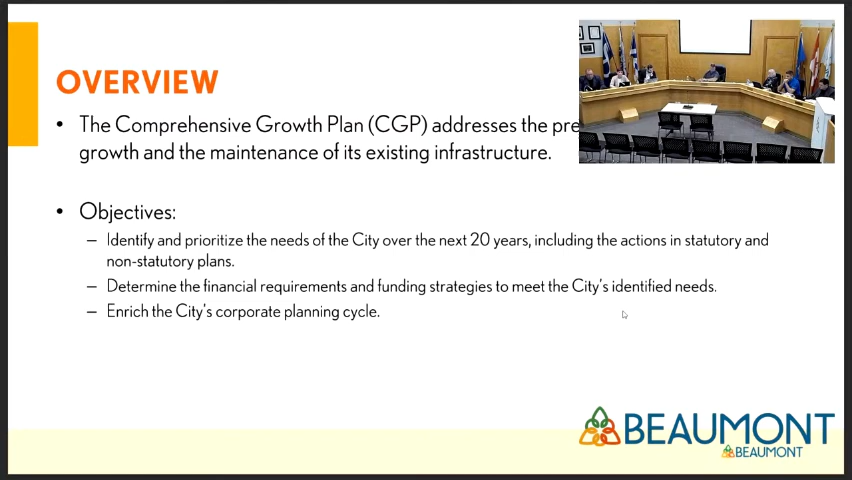 OVERVIEW
• The Comprehensive Growth Plan (CGP) addresses the
growth and the maintenance of its existing infrastructure.
• Objectives:
– Identify and prioritize the needs of the City over the next 20 years, including the actions in statutory and
non-statutory plans.
– Determine the financial requirements and funding strategies to meet the City's identified needs.
– Enrich the City's corporate planning cycle.
BEAUMONT
BEAUMONT